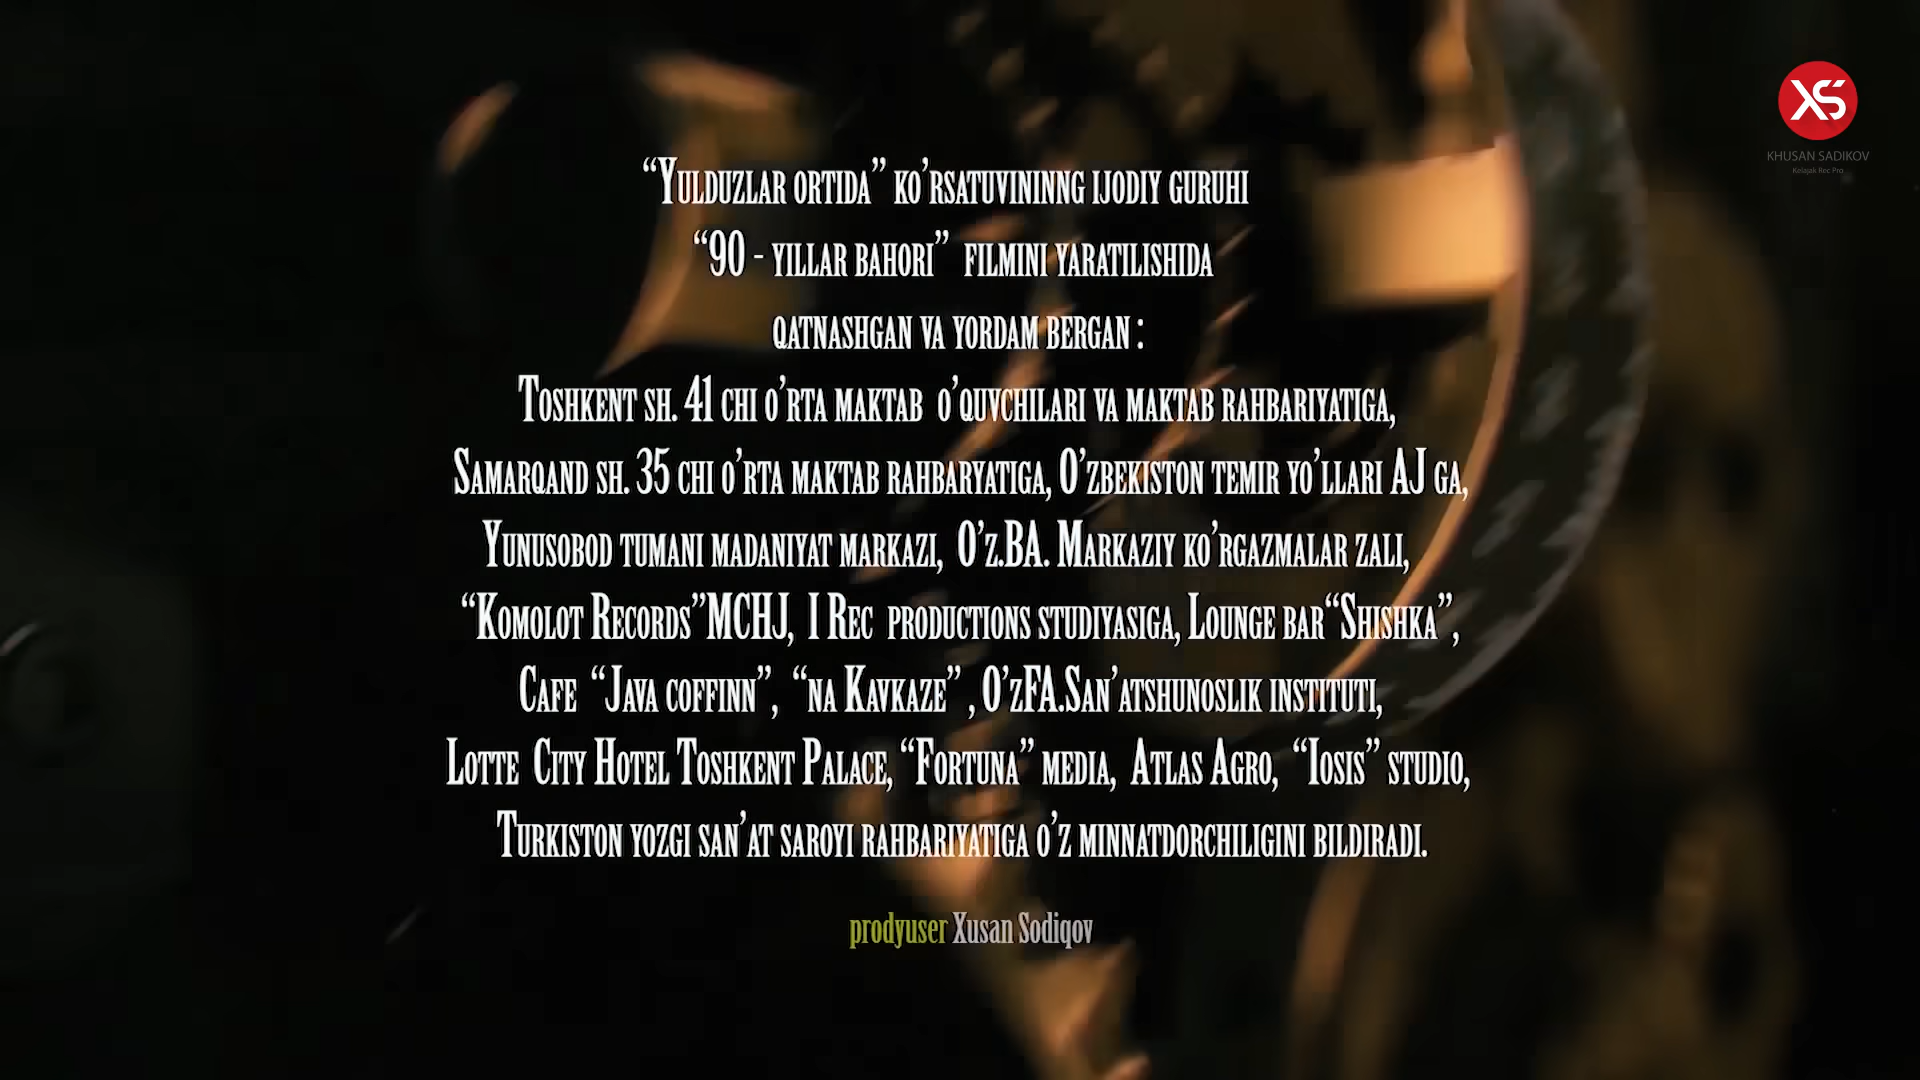 KHUSAN SADIKOV
Kelajak Rec Pro
“Yulduzlar ortida” ko’rsatuvininng ijodiy guruhi
“90 - yillar bahori” filmini yaratilishida
qatnashgan va yordam bergan :
Toshkent sh. 41 chi o’rta maktab o’quvchilari va maktab rahbariyatiga,
Samarqand sh. 35 chi o’rta maktab rahbaryatiga, O’zbekiston temir yo’llari AJ ga,
Yunusobod tumani madaniyat markazi, O’z.BA. Markaziy ko’rgazmalar zali,
“Komolot Records”MCHJ, I Rec productions studiyasiga, Lounge bar“Shishka”,
Cafe “Java coffinn”, “na Kavkaze” , O’zFA.San’atshunoslik instituti,
Lotte City Hotel Toshkent Palace, “Fortuna” media, Atlas Agro, “Iosis” studio,
Turkiston yozgi san’at saroyi rahbariyatiga o’z minnatdorchiligini bildiradi.
prodyuser Xusan Sodiqov